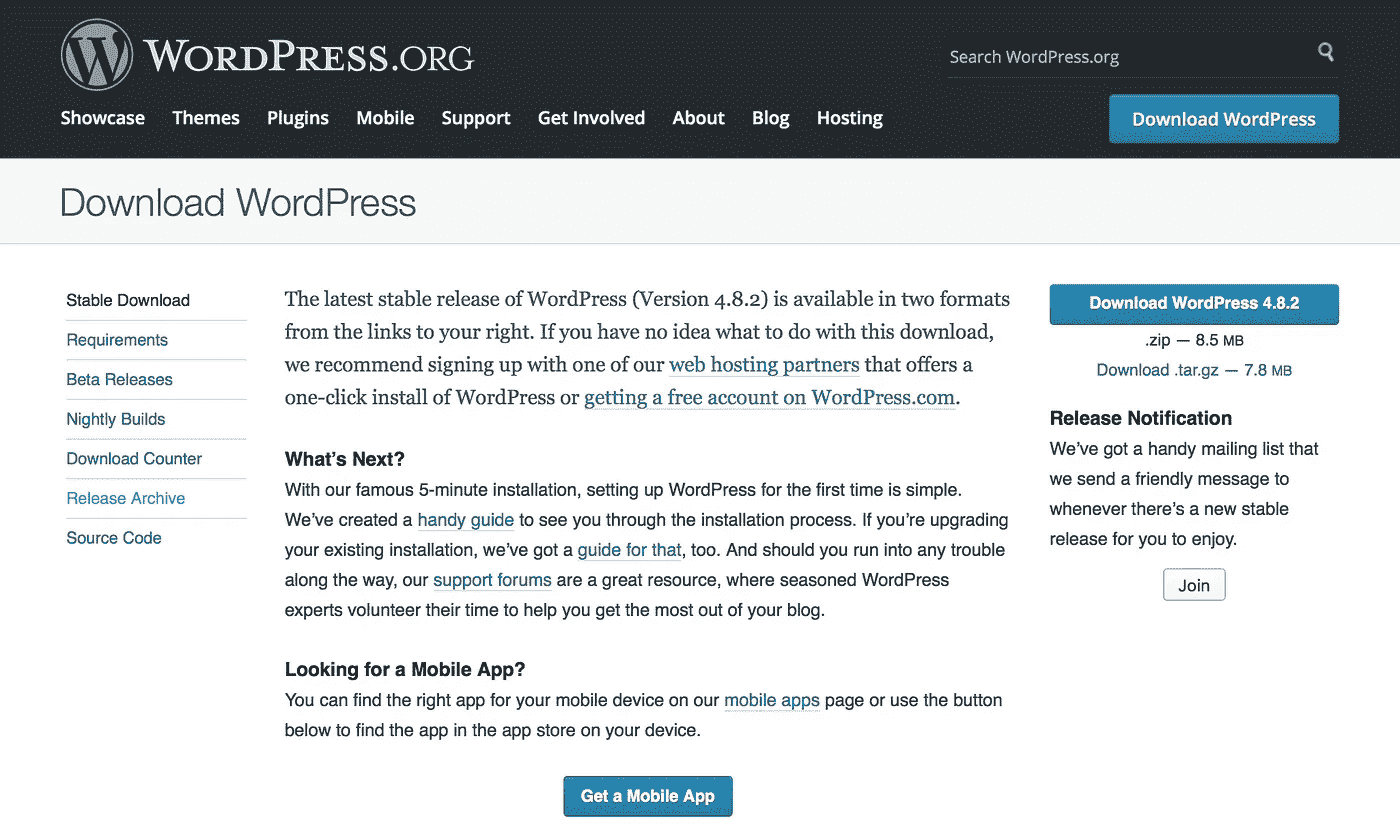 WORDPRESS.ORG
Search WordPress.org
Showcase Themes Plugins Mobile Support Get Involved About Blog Hosting
Download WordPress
Download WordPress
Stable Download
Requirements
Beta Releases
Nightly Builds
Download Counter
Release Archive
Source Code
The latest stable release of WordPress (Version 4.8.2) is available in two formats
from the links to your right. If you have no idea what to do with this download,
we recommend signing up with one of our web hosting partners that offers a
one-click install of WordPress or getting a free account on WordPress.com.
What’s Next?
With our famous 5-minute installation, setting up WordPress for the first time is simple.
We’ve created a handy guide to see you through the installation process. If you’re upgrading
your existing installation, we’ve got a guide for that, too. And should you run into any trouble
along the way, our support forums are a great resource, where seasoned WordPress
experts volunteer their time to help you get the most out of your blog.
Looking for a Mobile App?
You can find the right app for your mobile device on our mobile apps page or use the button
below to find the app in the app store on your device.
Get a Mobile App
Download WordPress 4.8.2
.zip — 8.5 MB
Download .tar.gz — 7.8 MB
Release Notification
We’ve got a handy mailing list that
we send a friendly message to
whenever there’s a new stable
release for you to enjoy.
Join